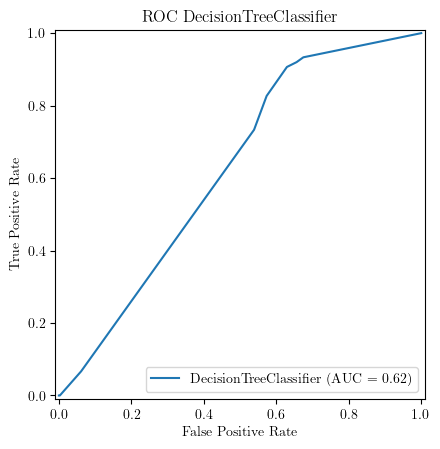 ROC DecisionTreeClassifier
True Positive Rate
1.0
0.8
0.6
0.4
0.2
0.0
DecisionTreeClassifier (AUC = 0.62)
0.0 0.2 0.4 0.6 0.8 1.0
False Positive Rate